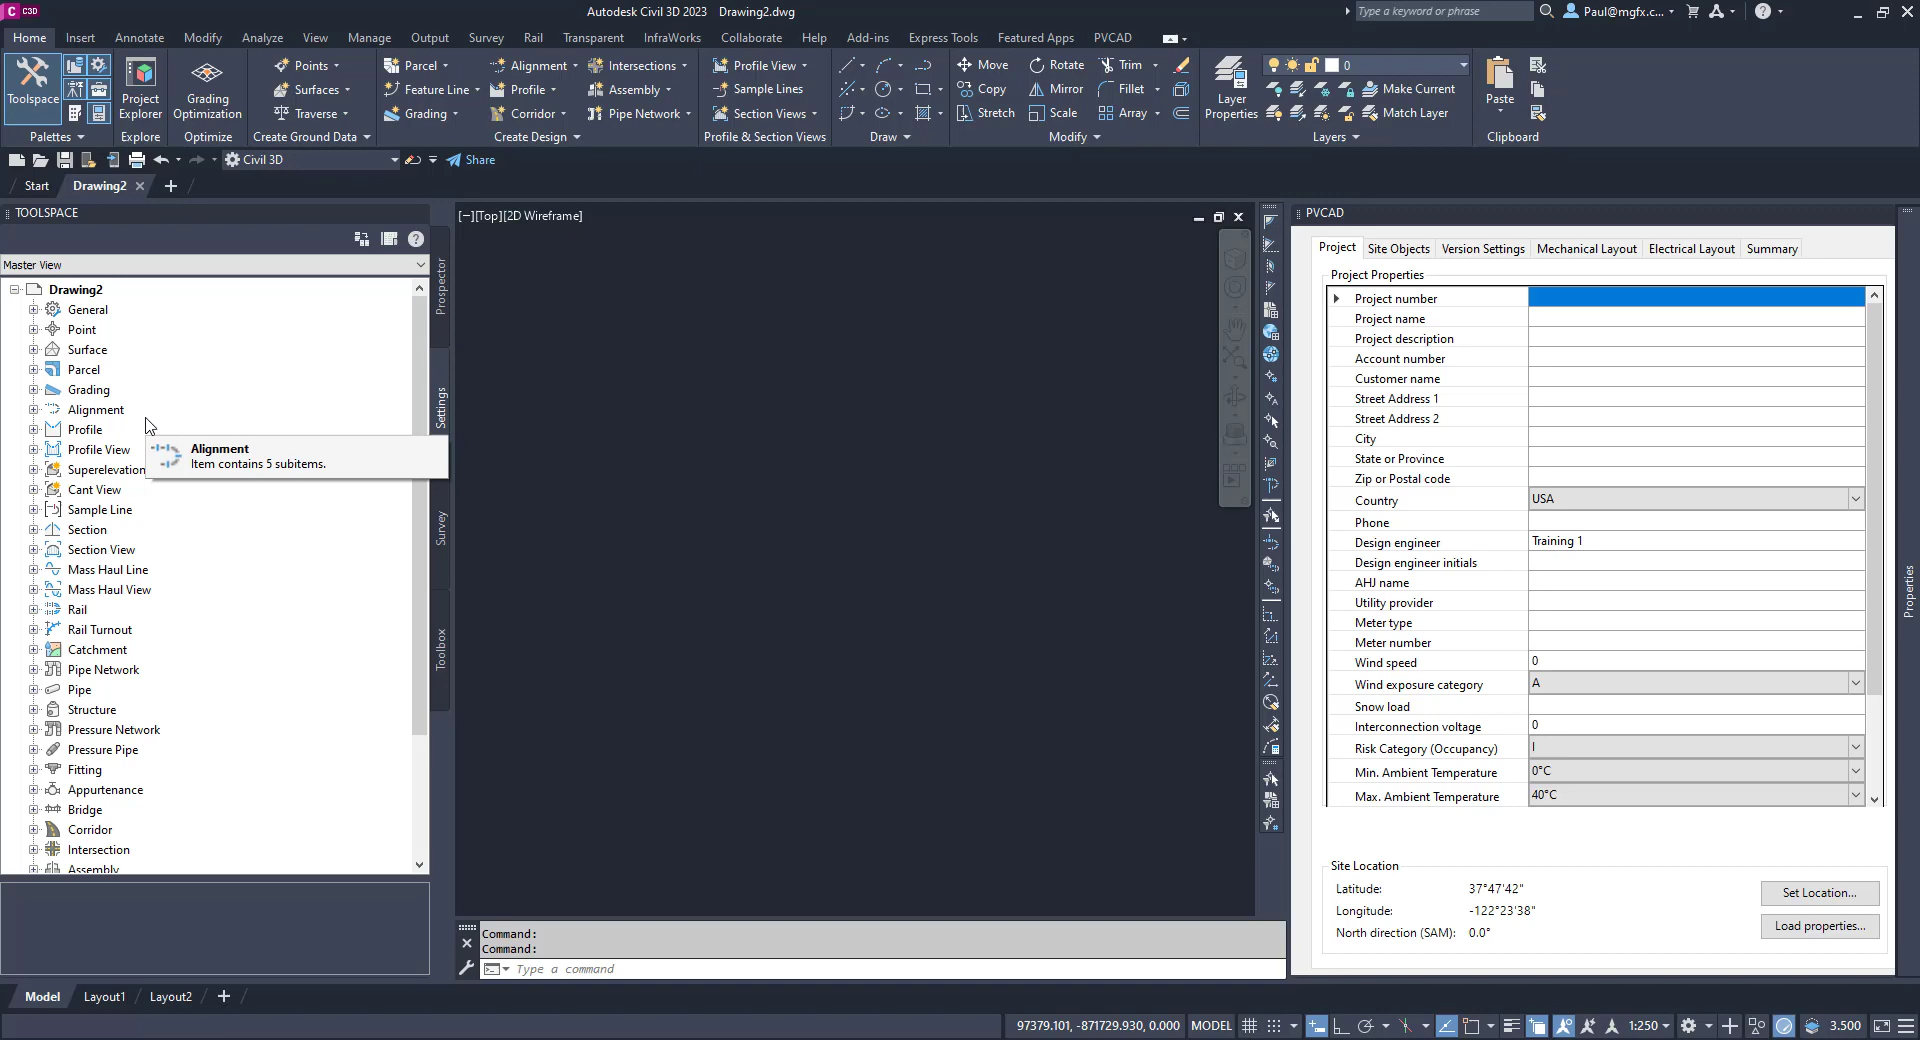 C3D
Autodesk Civil 3D 2023 Drawing2.dwg
Type a keyword or phrase
Paul@mgfx.c...
Home Insert Annotate Modify Analyze View Manage Output Survey Rail Transparent InfraWorks Collaborate Help Add-ins Express Tools Featured Apps PVCAD
Toolspace
Palettes
Project Explorer
Explore
Grading Optimization
Optimize
Points
Surfaces
Traverse
Create Ground Data
Parcel
Feature Line
Grading
Alignment
Profile
Corridor
Intersections
Assembly
Pipe Network
Create Design
Profile View
Sample Lines
Section Views
Profile & Section Views
Draw
Move
Copy
Stretch
Rotate
Mirror
Scale
Trim
Fillet
Array
Modify
Layer Properties
0
Make Current
Match Layer
Layers
Paste
Clipboard
Civil 3D
Share
Start
Drawing2
TOOLSPACE
Master View
Drawing2
General
Point
Surface
Parcel
Grading
Alignment
Profile
Profile View
Superelevation
Cant View
Sample Line
Section
Section View
Mass Haul Line
Mass Haul View
Rail
Rail Turnout
Catchment
Pipe Network
Pipe
Structure
Pressure Network
Pressure Pipe
Fitting
Appurtenance
Bridge
Corridor
Intersection
Assembly
Alignment
Item contains 5 subitems.
Prospector
Settings
Survey
Toolbox
[−][Top][2D Wireframe]
PVCAD
Project Site Objects Version Settings Mechanical Layout Electrical Layout Summary
Project Properties
Project number
Project name
Project description
Account number
Customer name
Street Address 1
Street Address 2
City
State or Province
Zip or Postal code
Country USA
Phone
Design engineer Training 1
Design engineer initials
AHJ name
Utility provider
Meter type
Meter number
Wind speed 0
Wind exposure category A
Snow load
Interconnection voltage 0
Risk Category (Occupancy) I
Min. Ambient Temperature 0°C
Max. Ambient Temperature 40°C
Site Location
Latitude: 37°47'42"
Longitude: -122°23'38"
North direction (SAM): 0.0°
Set Location...
Load properties...
Properties
Command:
Command:
Type a command
Model Layout1 Layout2
97379.101, -871729.930, 0.000 MODEL 1:250 3.500